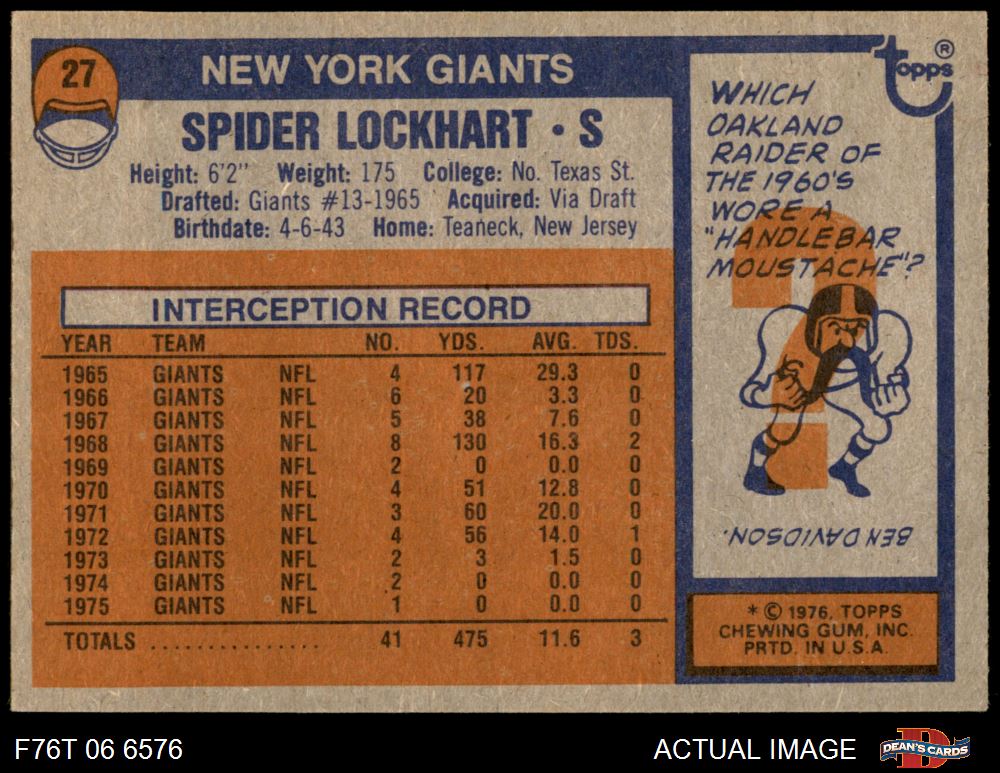 27
NEW YORK GIANTS
SPIDER LOCKHART • S
Height: 6'2" Weight: 175 College: No. Texas St.
Drafted: Giants #13-1965 Acquired: Via Draft
Birthdate: 4-6-43 Home: Teaneck, New Jersey
INTERCEPTION RECORD
YEAR TEAM NO. YDS. AVG. TDS.
1965 GIANTS NFL 4 117 29.3 0
1966 GIANTS NFL 6 20 3.3 0
1967 GIANTS NFL 5 38 7.6 0
1968 GIANTS NFL 8 130 16.3 2
1969 GIANTS NFL 2 0 0.0 0
1970 GIANTS NFL 4 51 12.8 0
1971 GIANTS NFL 3 60 20.0 0
1972 GIANTS NFL 4 56 14.0 1
1973 GIANTS NFL 2 3 1.5 0
1974 GIANTS NFL 2 0 0.0 0
1975 GIANTS NFL 1 0 0.0 0
TOTALS ................ 41 475 11.6 3
topps ®
WHICH
OAKLAND
RAIDER OF
THE 1960'S
WORE A
"HANDLEBAR
MOUSTACHE"?
?
BEN DAVIDSON.
* © 1976, TOPPS
CHEWING GUM, INC.
PRTD. IN U.S.A.
F76T 06 6576
ACTUAL IMAGE
D
DEAN'S CARDS